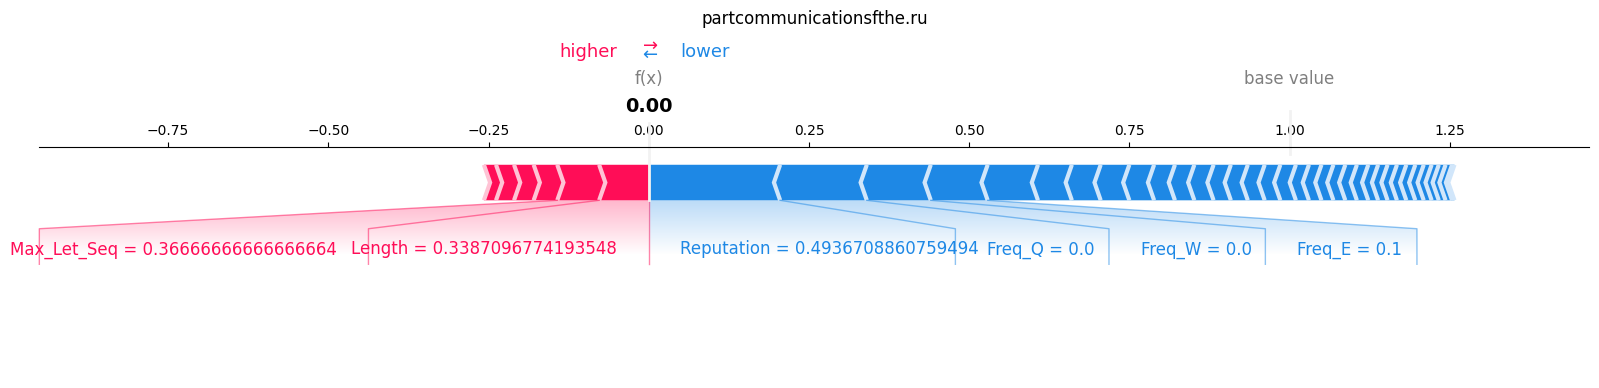 partcommunicationsfthe.ru
higher → ← lower
f(x) base value
0.00
−0.75 −0.50 −0.25 0.00 0.25 0.50 0.75 1.00 1.25
Max_Let_Seq = 0.36666666666666664 Length = 0.3387096774193548 Reputation = 0.4936708860759494 Freq_Q = 0.0 Freq_W = 0.0 Freq_E = 0.1